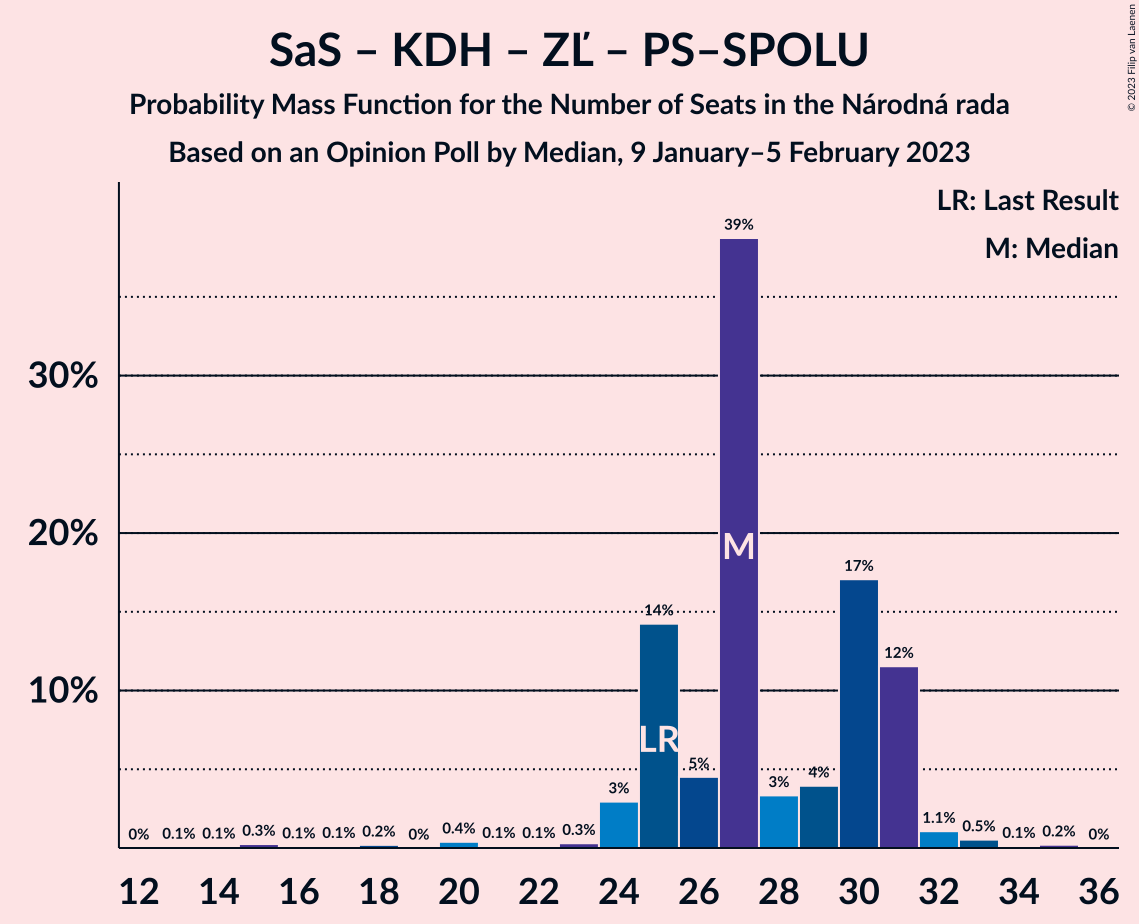 SaS – KDH – ZĽ – PS–SPOLU
Probability Mass Function for the Number of Seats in the Národná rada
Based on an Opinion Poll by Median, 9 January–5 February 2023
© 2023 Filip van Laenen
LR: Last Result
M: Median
39%
30%
20%
10%
M
17%
14%
12%
LR
5%
4%
3%
3%
1.1%
0% 0.1% 0.1% 0.3% 0.1% 0.1% 0.2% 0% 0.4% 0.1% 0.1% 0.3% 0.5% 0.1% 0.2% 0%
12 14 16 18 20 22 24 26 28 30 32 34 36